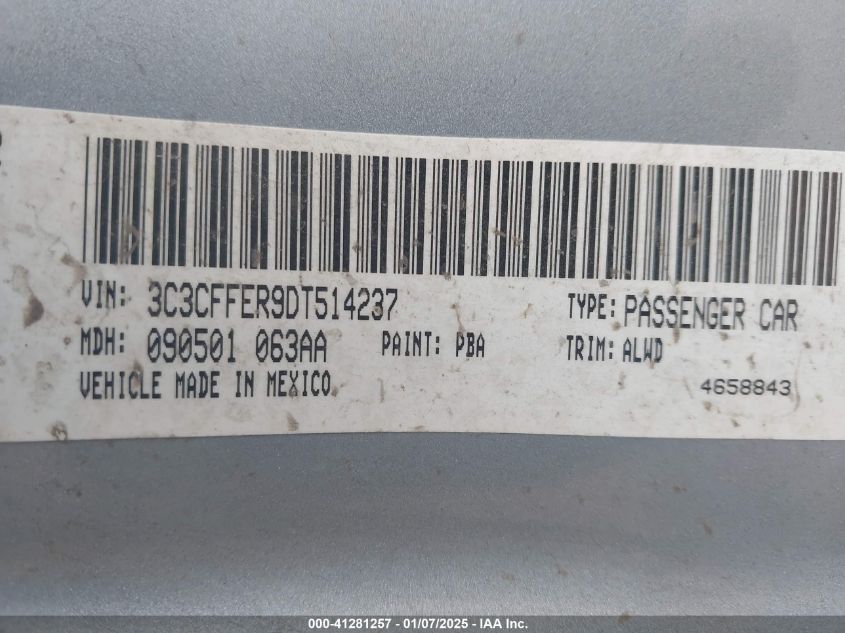 VIN: 3C3CFFER9DT514237 TYPE: PASSENGER CAR
MDH: 090501 063AA PAINT: PBA TRIM: ALWD
VEHICLE MADE IN MEXICO 4658843
000-41281257 - 01/07/2025 - IAA Inc.